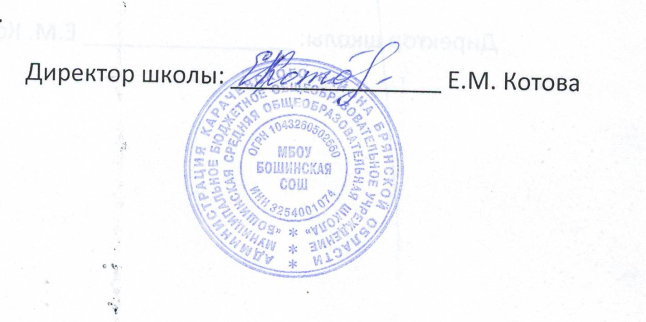 Директор школы: Е.М. Котова
АДМИНИСТРАЦИЯ КАРАЧЕВСКОГО РАЙОНА БРЯНСКОЙ ОБЛАСТИ
МУНИЦИПАЛЬНОЕ БЮДЖЕТНОЕ ОБЩЕОБРАЗОВАТЕЛЬНОЕ УЧРЕЖДЕНИЕ
«БОШИНСКАЯ СРЕДНЯЯ ОБЩЕОБРАЗОВАТЕЛЬНАЯ ШКОЛА»
ОГРН 1043260502560
МБОУ
БОШИНСКАЯ
СОШ
ИНН 3254001074